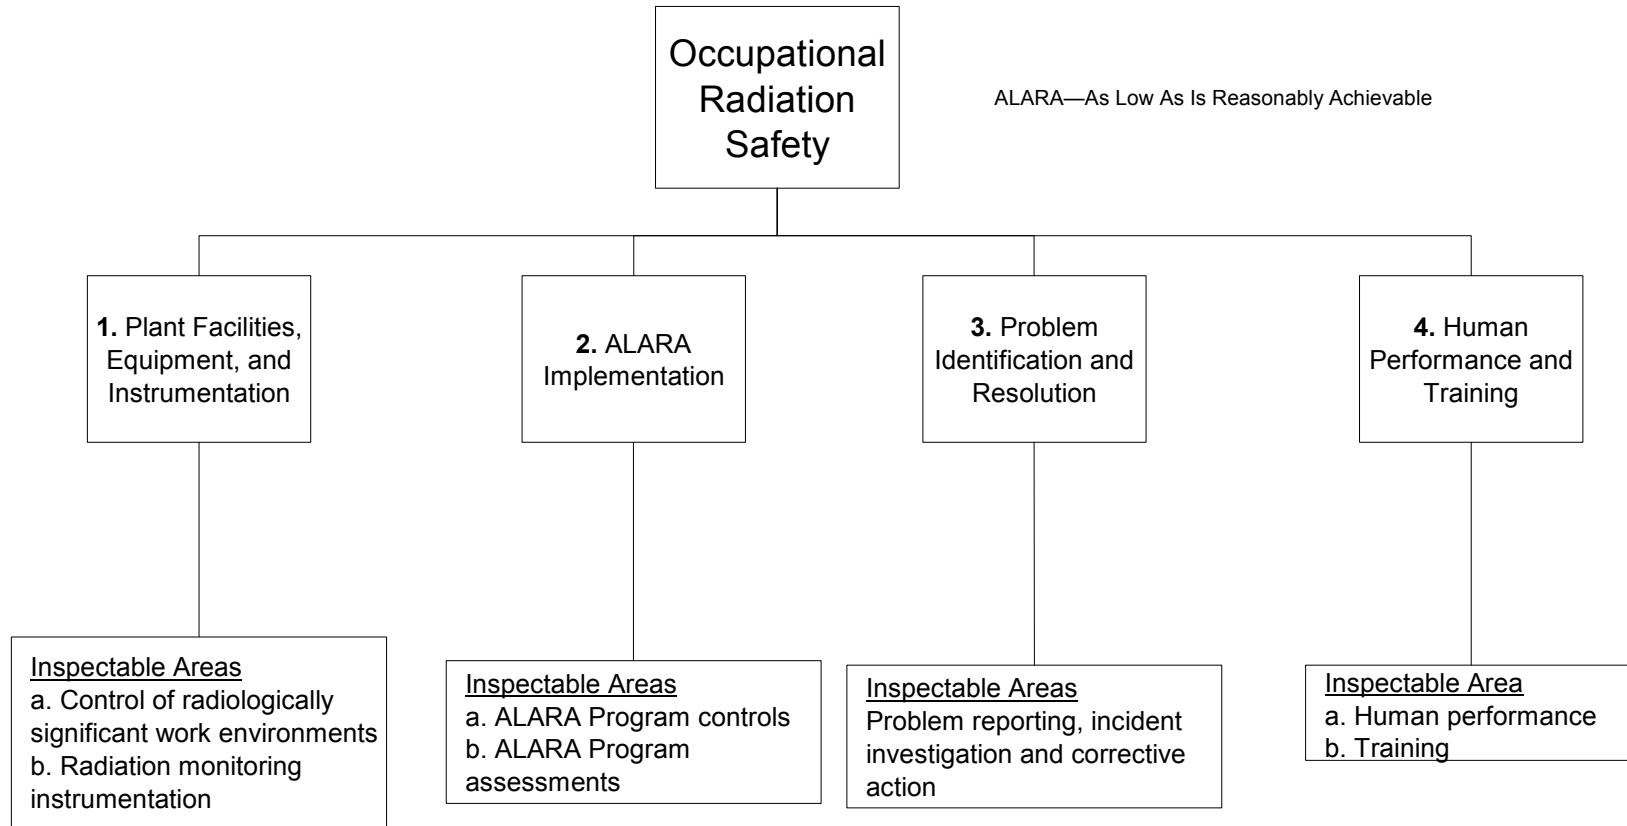 Occupational
Radiation
Safety
ALARA—As Low As Is Reasonably Achievable
1. Plant Facilities,
Equipment, and
Instrumentation
2. ALARA
Implementation
3. Problem
Identification and
Resolution
4. Human
Performance and
Training
Inspectable Areas
a. Control of radiologically
significant work environments
b. Radiation monitoring
instrumentation
Inspectable Areas
a. ALARA Program controls
b. ALARA Program
assessments
Inspectable Areas
Problem reporting, incident
investigation and corrective
action
Inspectable Area
a. Human performance
b. Training